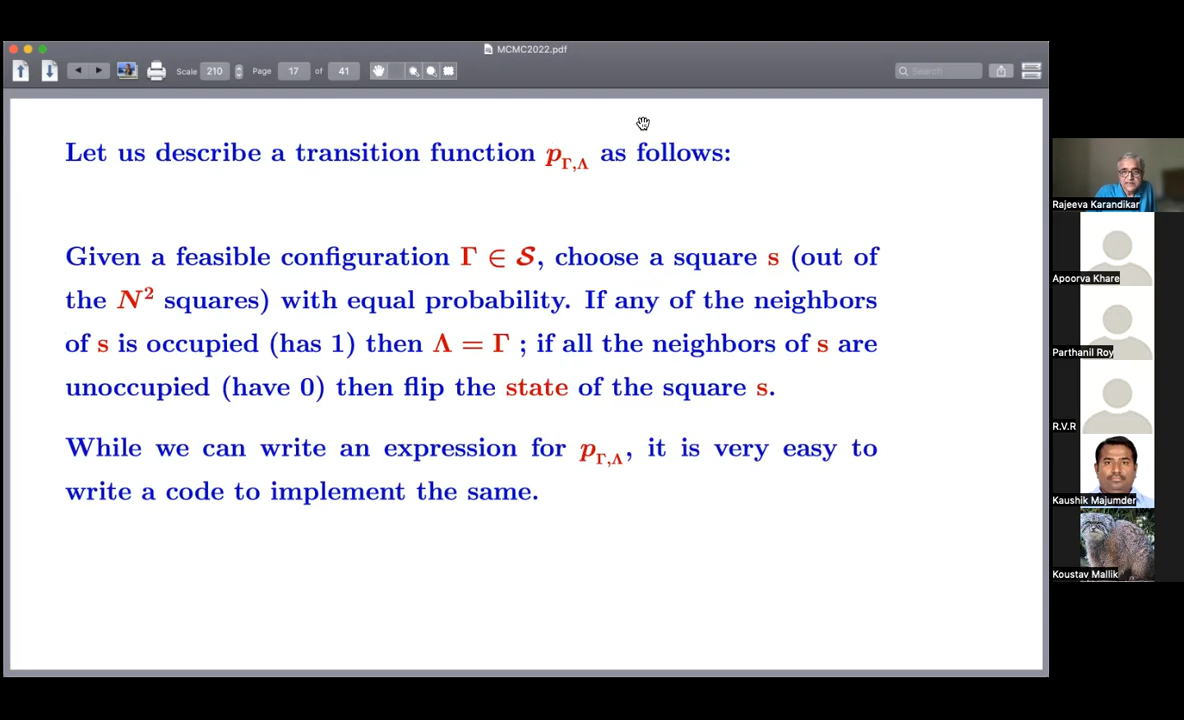 MCMC2022.pdf
Scale 210 Page 17 of 41 Search
Let us describe a transition function p_Γ,Λ as follows:
Given a feasible configuration Γ ∈ S, choose a square s (out of
the N² squares) with equal probability. If any of the neighbors
of s is occupied (has 1) then Λ = Γ ; if all the neighbors of s are
unoccupied (have 0) then flip the state of the square s.
While we can write an expression for p_Γ,Λ, it is very easy to
write a code to implement the same.
Rajeeva Karandikar
Apoorva Khare
Parthanil Roy
R.V.R
Kaushik Majumder
Koustav Mallik